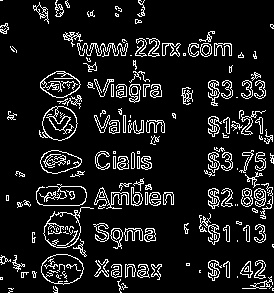 www.22rx.com
Viagra $3.33
Valium $1.21
Cialis $3.75
Ambien $2.89
Soma $1.13
Xanax $1.42